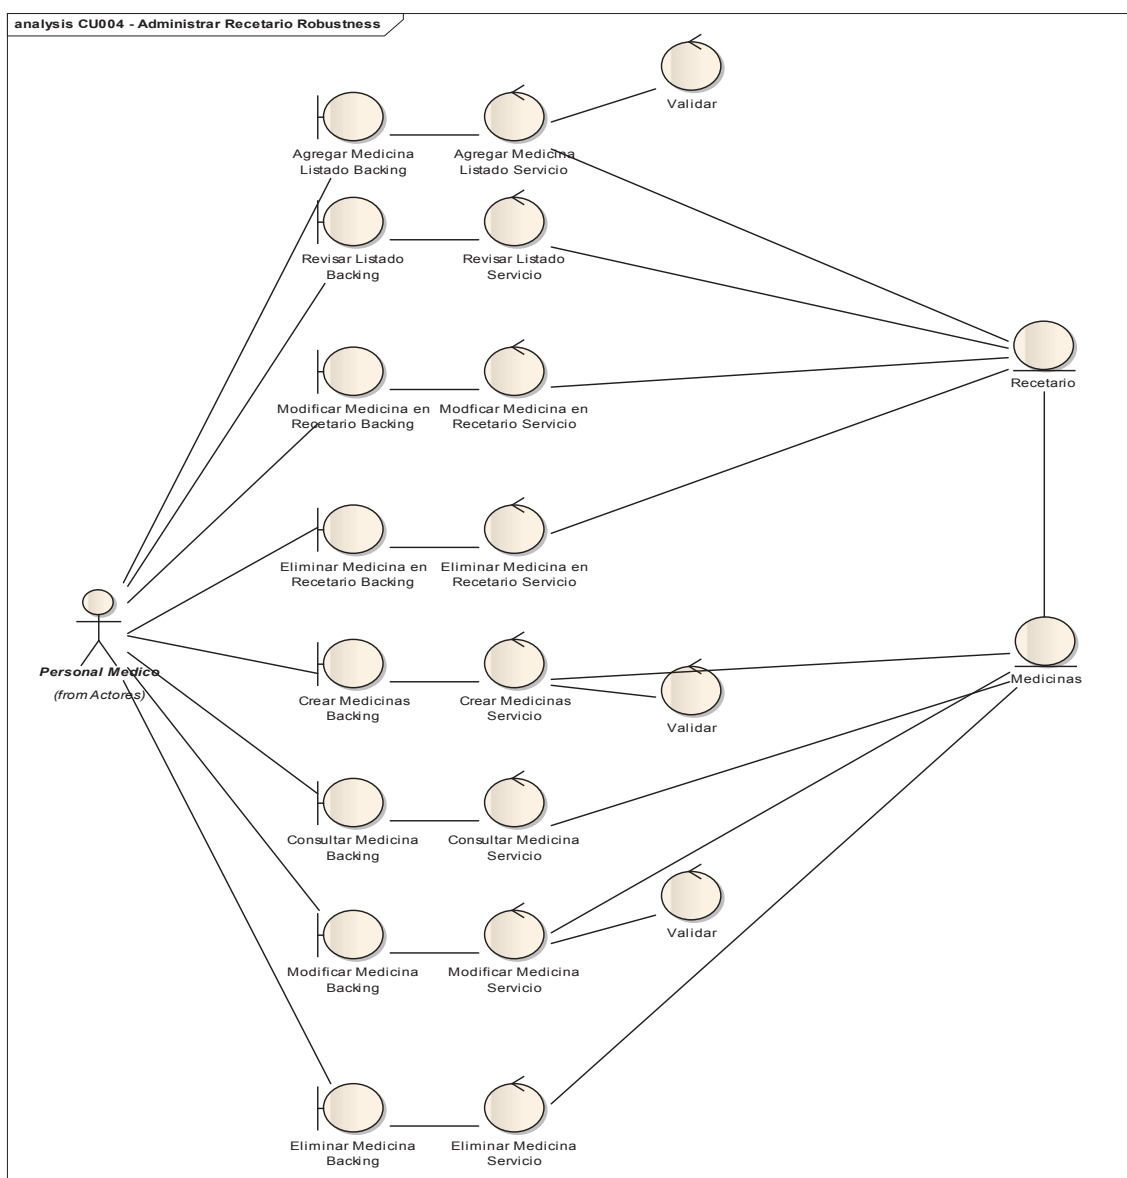 analysis CU004 - Administrar Recetario Robustness
Validar
Agregar Medicina
Listado Backing
Agregar Medicina
Listado Servicio
Revisar Listado
Backing
Revisar Listado
Servicio
Recetario
Modificar Medicina en
Recetario Backing
Modficar Medicina en
Recetario Servicio
Eliminar Medicina en
Recetario Backing
Eliminar Medicina en
Recetario Servicio
Personal Medico
(from Actores)
Medicinas
Crear Medicinas
Backing
Crear Medicinas
Servicio
Validar
Consultar Medicina
Backing
Consultar Medicina
Servicio
Validar
Modificar Medicina
Backing
Modificar Medicina
Servicio
Eliminar Medicina
Backing
Eliminar Medicina
Servicio